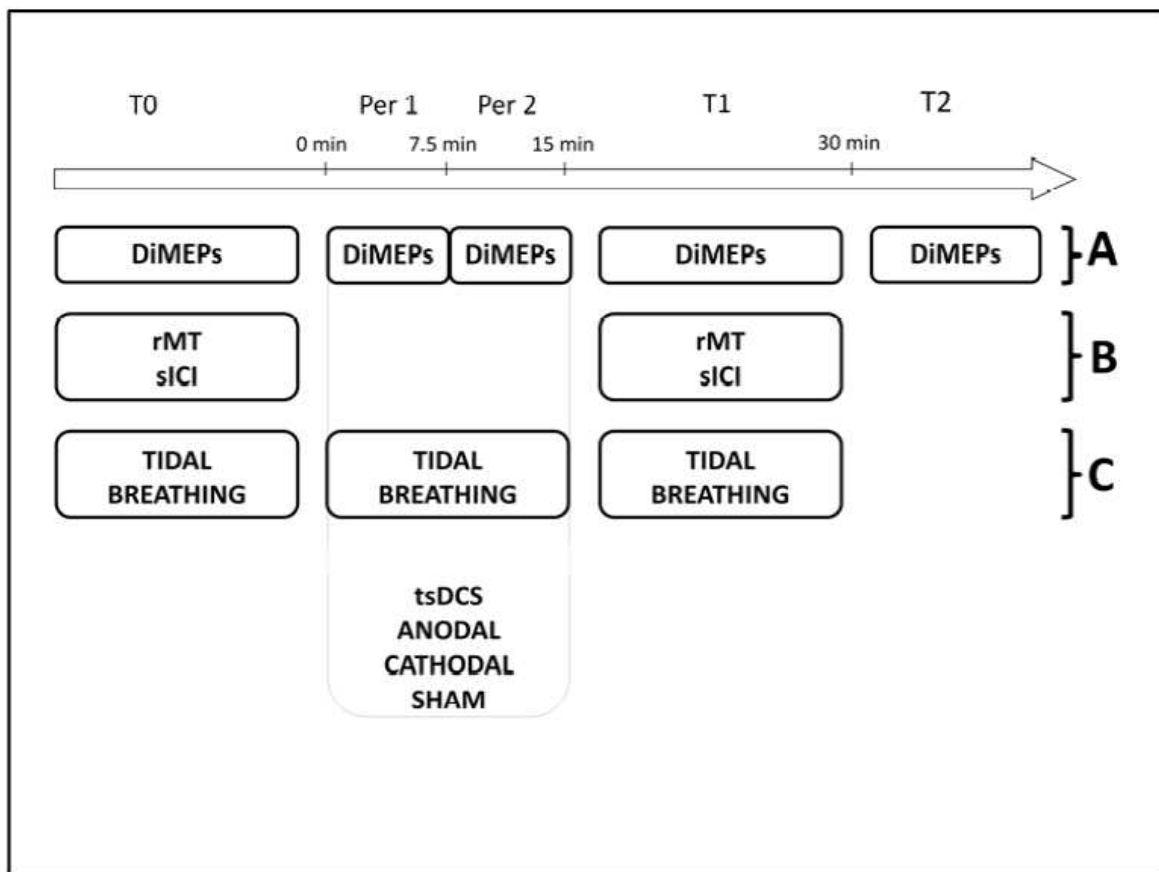 T0 Per 1 Per 2 T1 T2
0 min 7.5 min 15 min 30 min
DiMEPs DiMEPs DiMEPs DiMEPs DiMEPs A
rMT rMT
sICI sICI
B
TIDAL TIDAL TIDAL
BREATHING BREATHING BREATHING
C
tsDCS
ANODAL
CATHODAL
SHAM